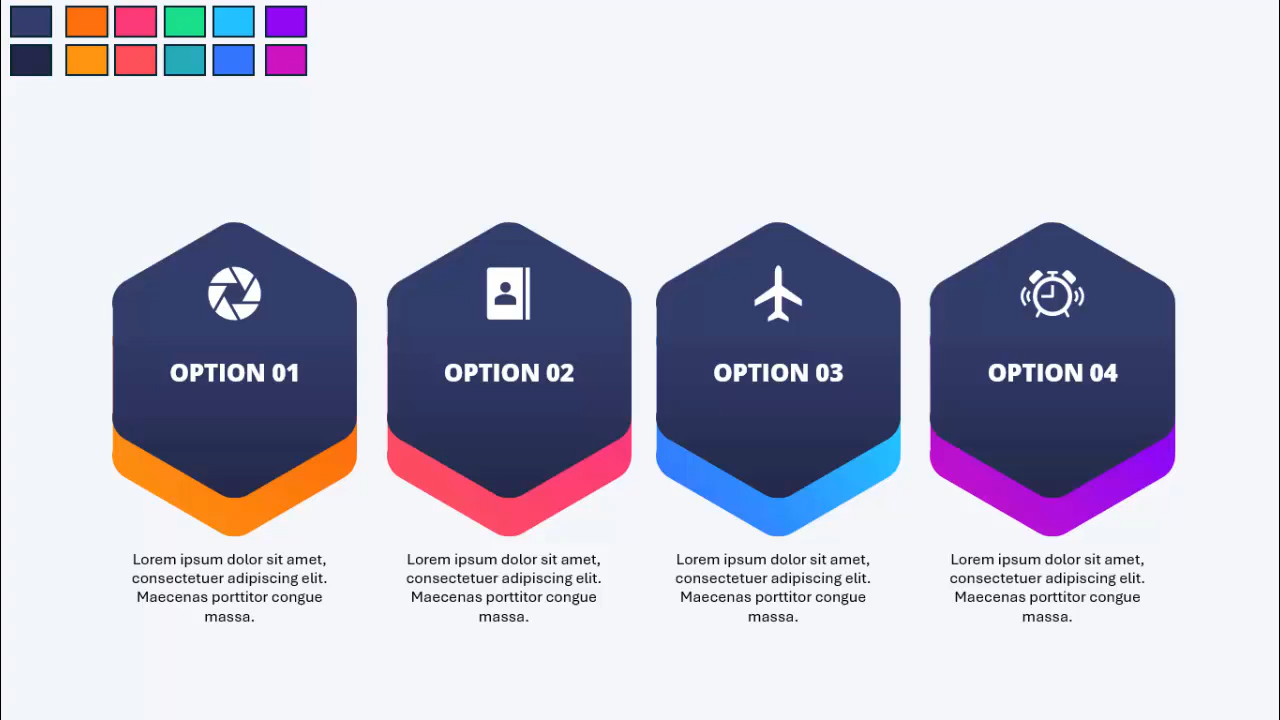 OPTION 01
OPTION 02
OPTION 03
OPTION 04
Lorem ipsum dolor sit amet,
consectetuer adipiscing elit.
Maecenas porttitor congue
massa.
Lorem ipsum dolor sit amet,
consectetuer adipiscing elit.
Maecenas porttitor congue
massa.
Lorem ipsum dolor sit amet,
consectetuer adipiscing elit.
Maecenas porttitor congue
massa.
Lorem ipsum dolor sit amet,
consectetuer adipiscing elit.
Maecenas porttitor congue
massa.